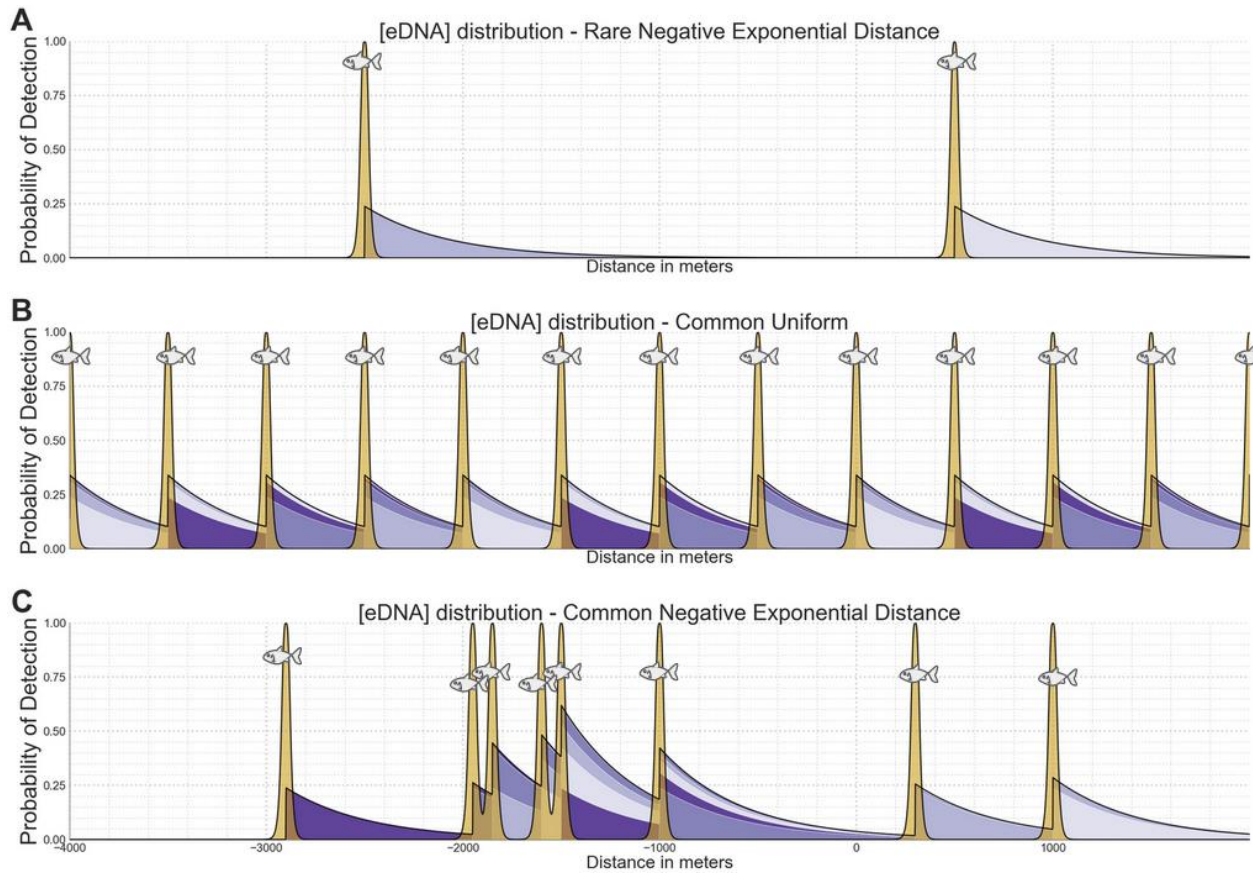 A
[eDNA] distribution - Rare Negative Exponential Distance
Probability of Detection
1.00
0.75
0.50
0.25
0.00
Distance in meters
B
[eDNA] distribution - Common Uniform
Probability of Detection
1.00
0.75
0.50
0.25
0.00
Distance in meters
C
[eDNA] distribution - Common Negative Exponential Distance
Probability of Detection
1.00
0.75
0.50
0.25
0.00
−4000 −3000 −2000 −1000 0 1000
Distance in meters